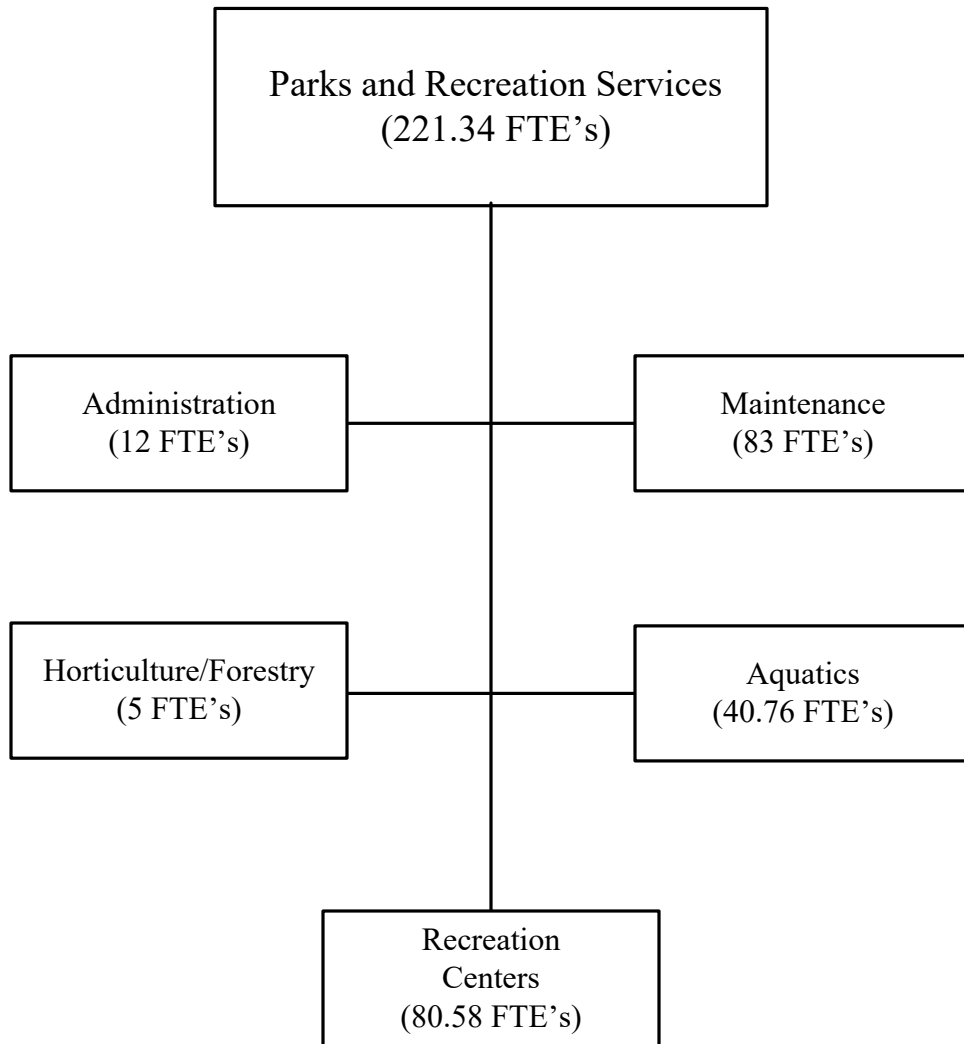 Parks and Recreation Services
(221.34 FTE’s)
Administration
(12 FTE’s)
Maintenance
(83 FTE’s)
Horticulture/Forestry
(5 FTE’s)
Aquatics
(40.76 FTE’s)
Recreation
Centers
(80.58 FTE’s)